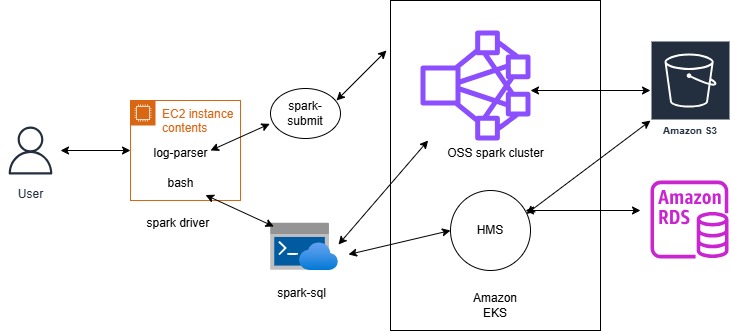 User
EC2 instance
contents
log-parser
bash
spark driver
spark-
submit
spark-sql
OSS spark cluster
HMS
Amazon
EKS
Amazon S3
Amazon
RDS